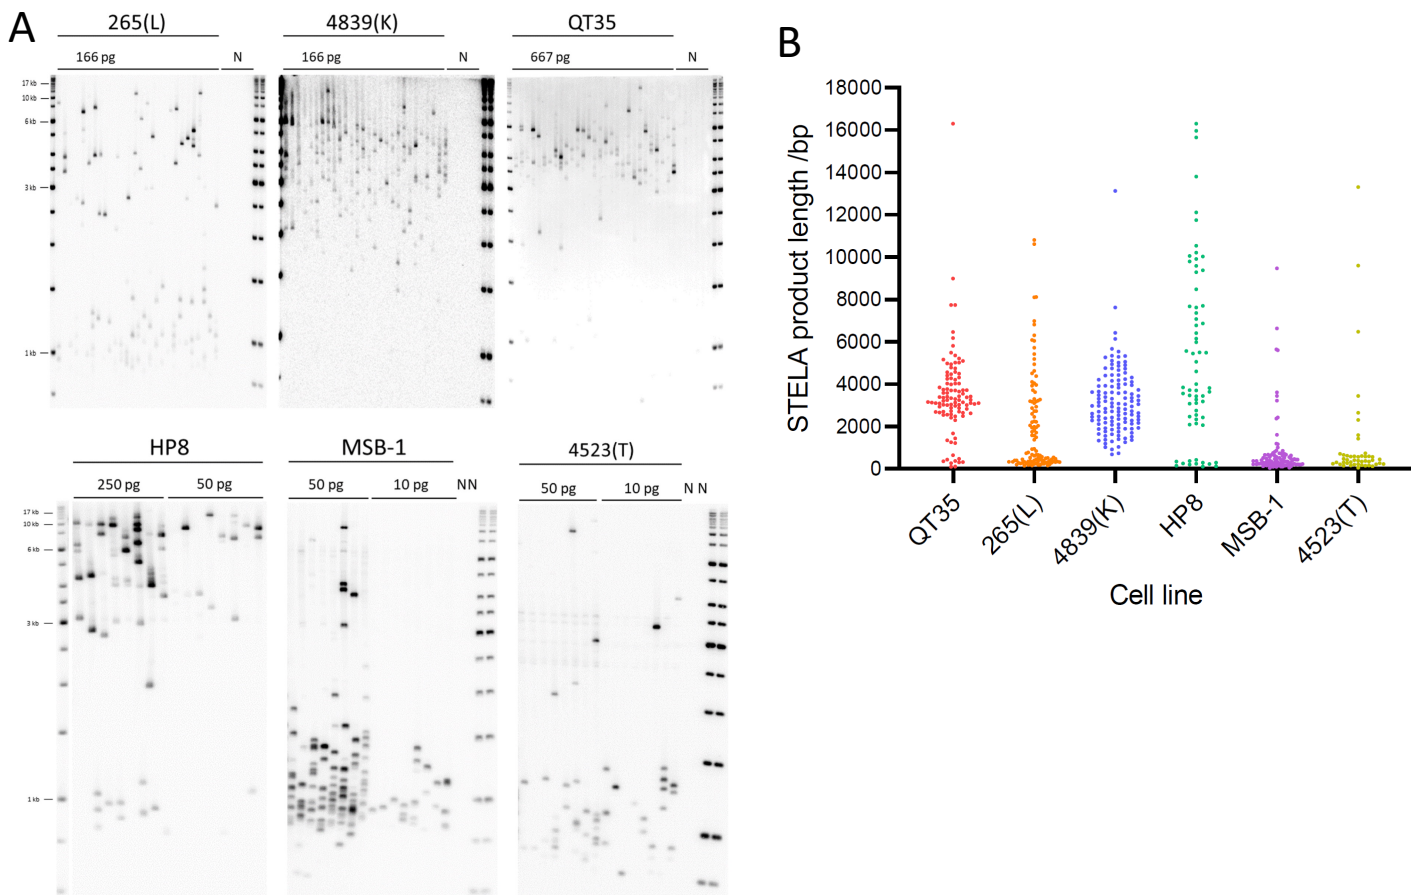 A
265(L) 4839(K) QT35
166 pg N 166 pg N 667 pg N
17 kb
10 kb
6 kb
3 kb
1 kb
HP8 MSB-1 4523(T)
250 pg 50 pg 50 pg 10 pg N N 50 pg 10 pg N N
17 kb
10 kb
6 kb
3 kb
1 kb
B
STELA product length /bp
18000
16000
14000
12000
10000
8000
6000
4000
2000
0
QT35 265(L) 4839(K) HP8 MSB-1 4523(T)
Cell line